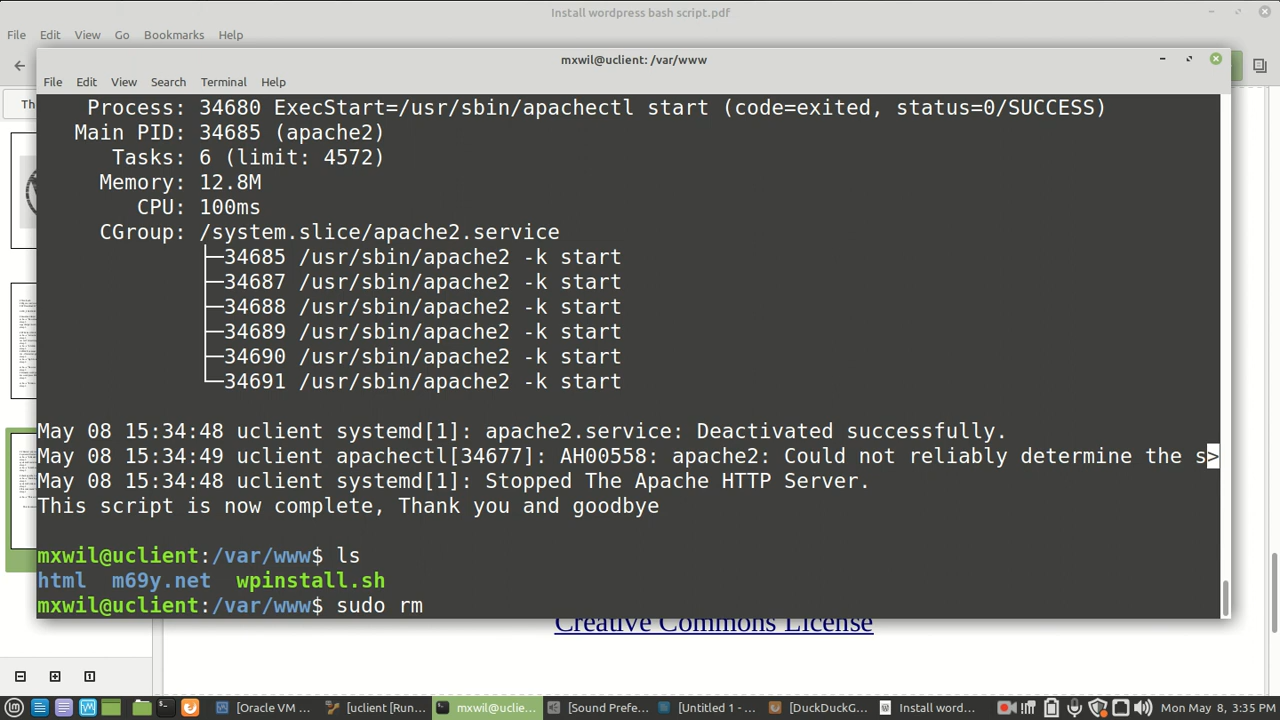 Install wordpress bash script.pdf
File Edit View Go Bookmarks Help
mxwil@uclient: /var/www
File Edit View Search Terminal Help
Th
Process: 34680 ExecStart=/usr/sbin/apachectl start (code=exited, status=0/SUCCESS)
Main PID: 34685 (apache2)
Tasks: 6 (limit: 4572)
Memory: 12.8M
CPU: 100ms
CGroup: /system.slice/apache2.service
├─34685 /usr/sbin/apache2 -k start
├─34687 /usr/sbin/apache2 -k start
├─34688 /usr/sbin/apache2 -k start
├─34689 /usr/sbin/apache2 -k start
├─34690 /usr/sbin/apache2 -k start
└─34691 /usr/sbin/apache2 -k start
May 08 15:34:48 uclient systemd[1]: apache2.service: Deactivated successfully.
May 08 15:34:49 uclient apachectl[34677]: AH00558: apache2: Could not reliably determine the s>
May 08 15:34:48 uclient systemd[1]: Stopped The Apache HTTP Server.
This script is now complete, Thank you and goodbye
mxwil@uclient:/var/www$ ls
html m69y.net wpinstall.sh
mxwil@uclient:/var/www$ sudo rm
Creative Commons License
[Oracle VM ... [uclient [Run... mxwil@uclie... [Sound Prefe... [Untitled 1 - ... [DuckDuckG... Install word... Mon May 8, 3:35 PM